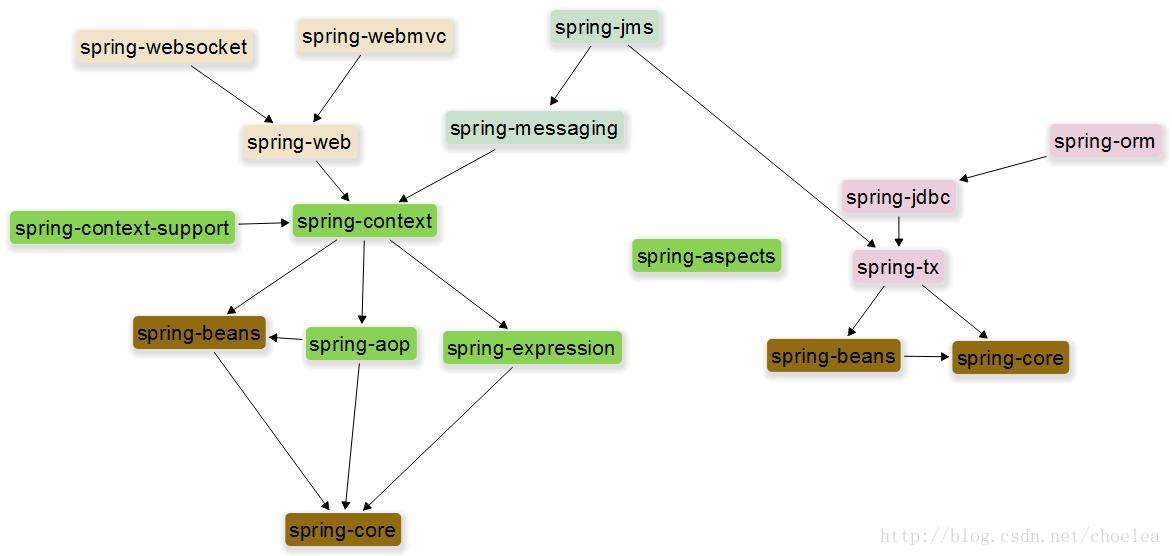 spring-jms
spring-webmvc
spring-websocket
spring-messaging
spring-web
spring-orm
spring-jdbc
spring-context
spring-context-support
spring-aspects
spring-tx
spring-beans
spring-aop
spring-expression
spring-beans
spring-core
spring-core
http://blog.csdn.net/choelea